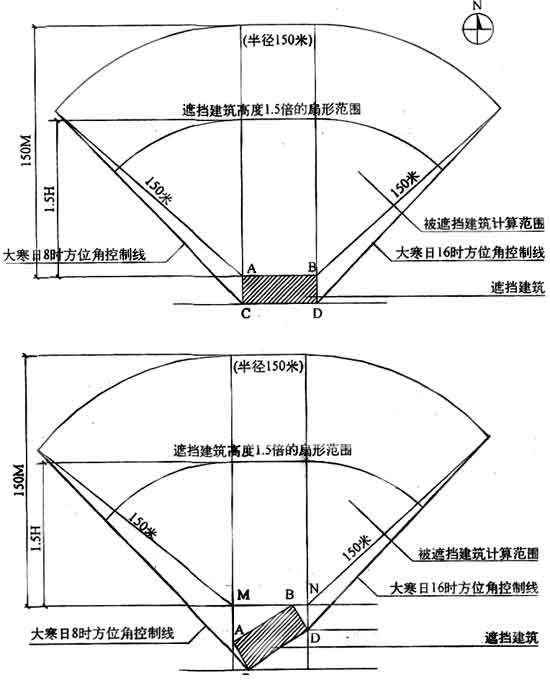 N
(半径150米)
遮挡建筑高度1.5倍的扇形范围
150M
1.5H
150米
150米
被遮挡建筑计算范围
大寒日8时方位角控制线
大寒日16时方位角控制线
A
B
遮挡建筑
C
D
(半径150米)
遮挡建筑高度1.5倍的扇形范围
150M
1.5H
150米
150米
被遮挡建筑计算范围
大寒日16时方位角控制线
M
B
N
大寒日8时方位角控制线
A
D
遮挡建筑